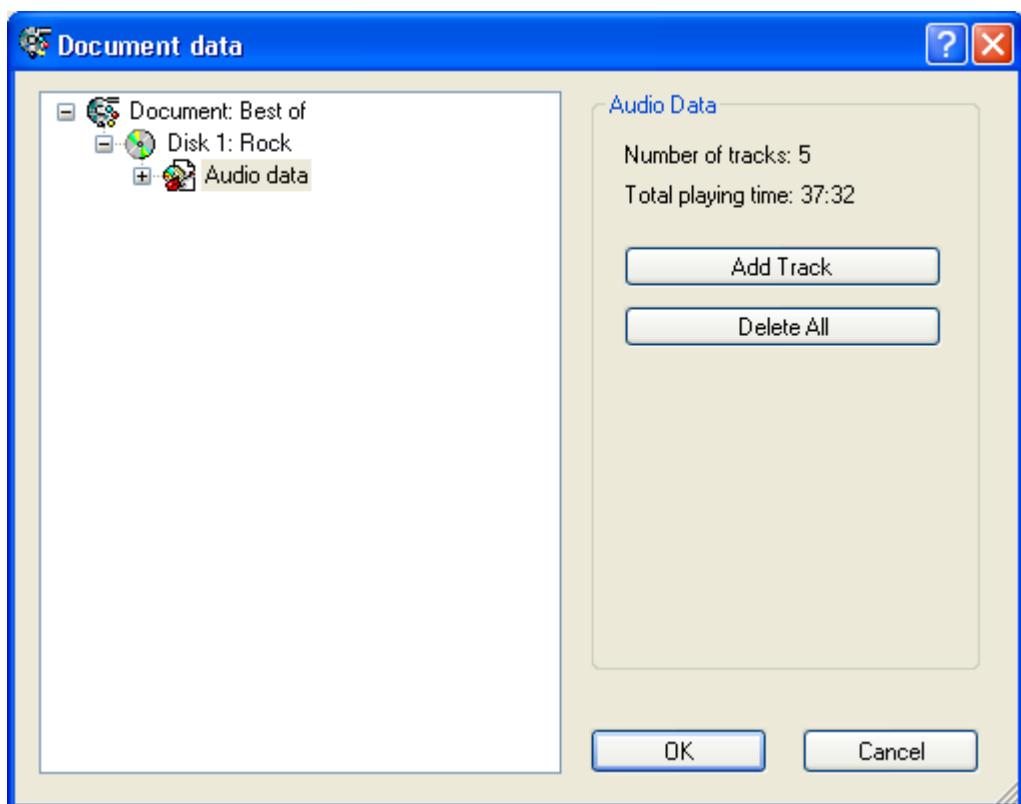 Document data
Document: Best of
Disk 1: Rock
Audio data
Audio Data
Number of tracks: 5
Total playing time: 37:32
Add Track
Delete All
OK
Cancel